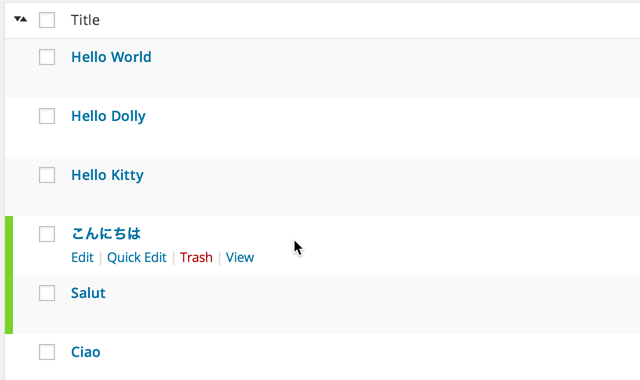 Title
Hello World
Hello Dolly
Hello Kitty
こんにちは
Edit | Quick Edit | Trash | View
Salut
Ciao